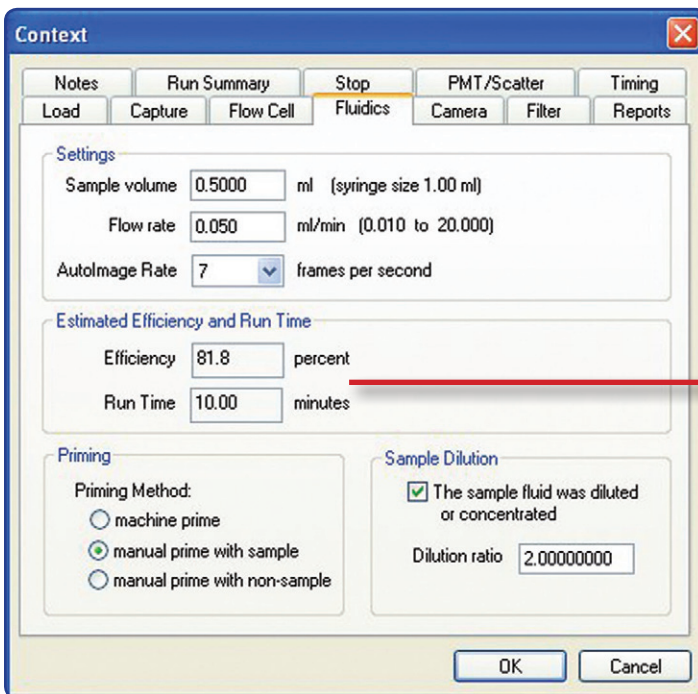 Context
Notes Run Summary Stop PMT/Scatter Timing
Load Capture Flow Cell Fluidics Camera Filter Reports
Settings
Sample volume 0.5000 ml (syringe size 1.00 ml)
Flow rate 0.050 ml/min (0.010 to 20.000)
AutoImage Rate 7 frames per second
Estimated Efficiency and Run Time
Efficiency 81.8 percent
Run Time 10.00 minutes
Priming
Priming Method:
machine prime
manual prime with sample
manual prime with non-sample
Sample Dilution
The sample fluid was diluted
or concentrated
Dilution ratio 2.00000000
OK Cancel